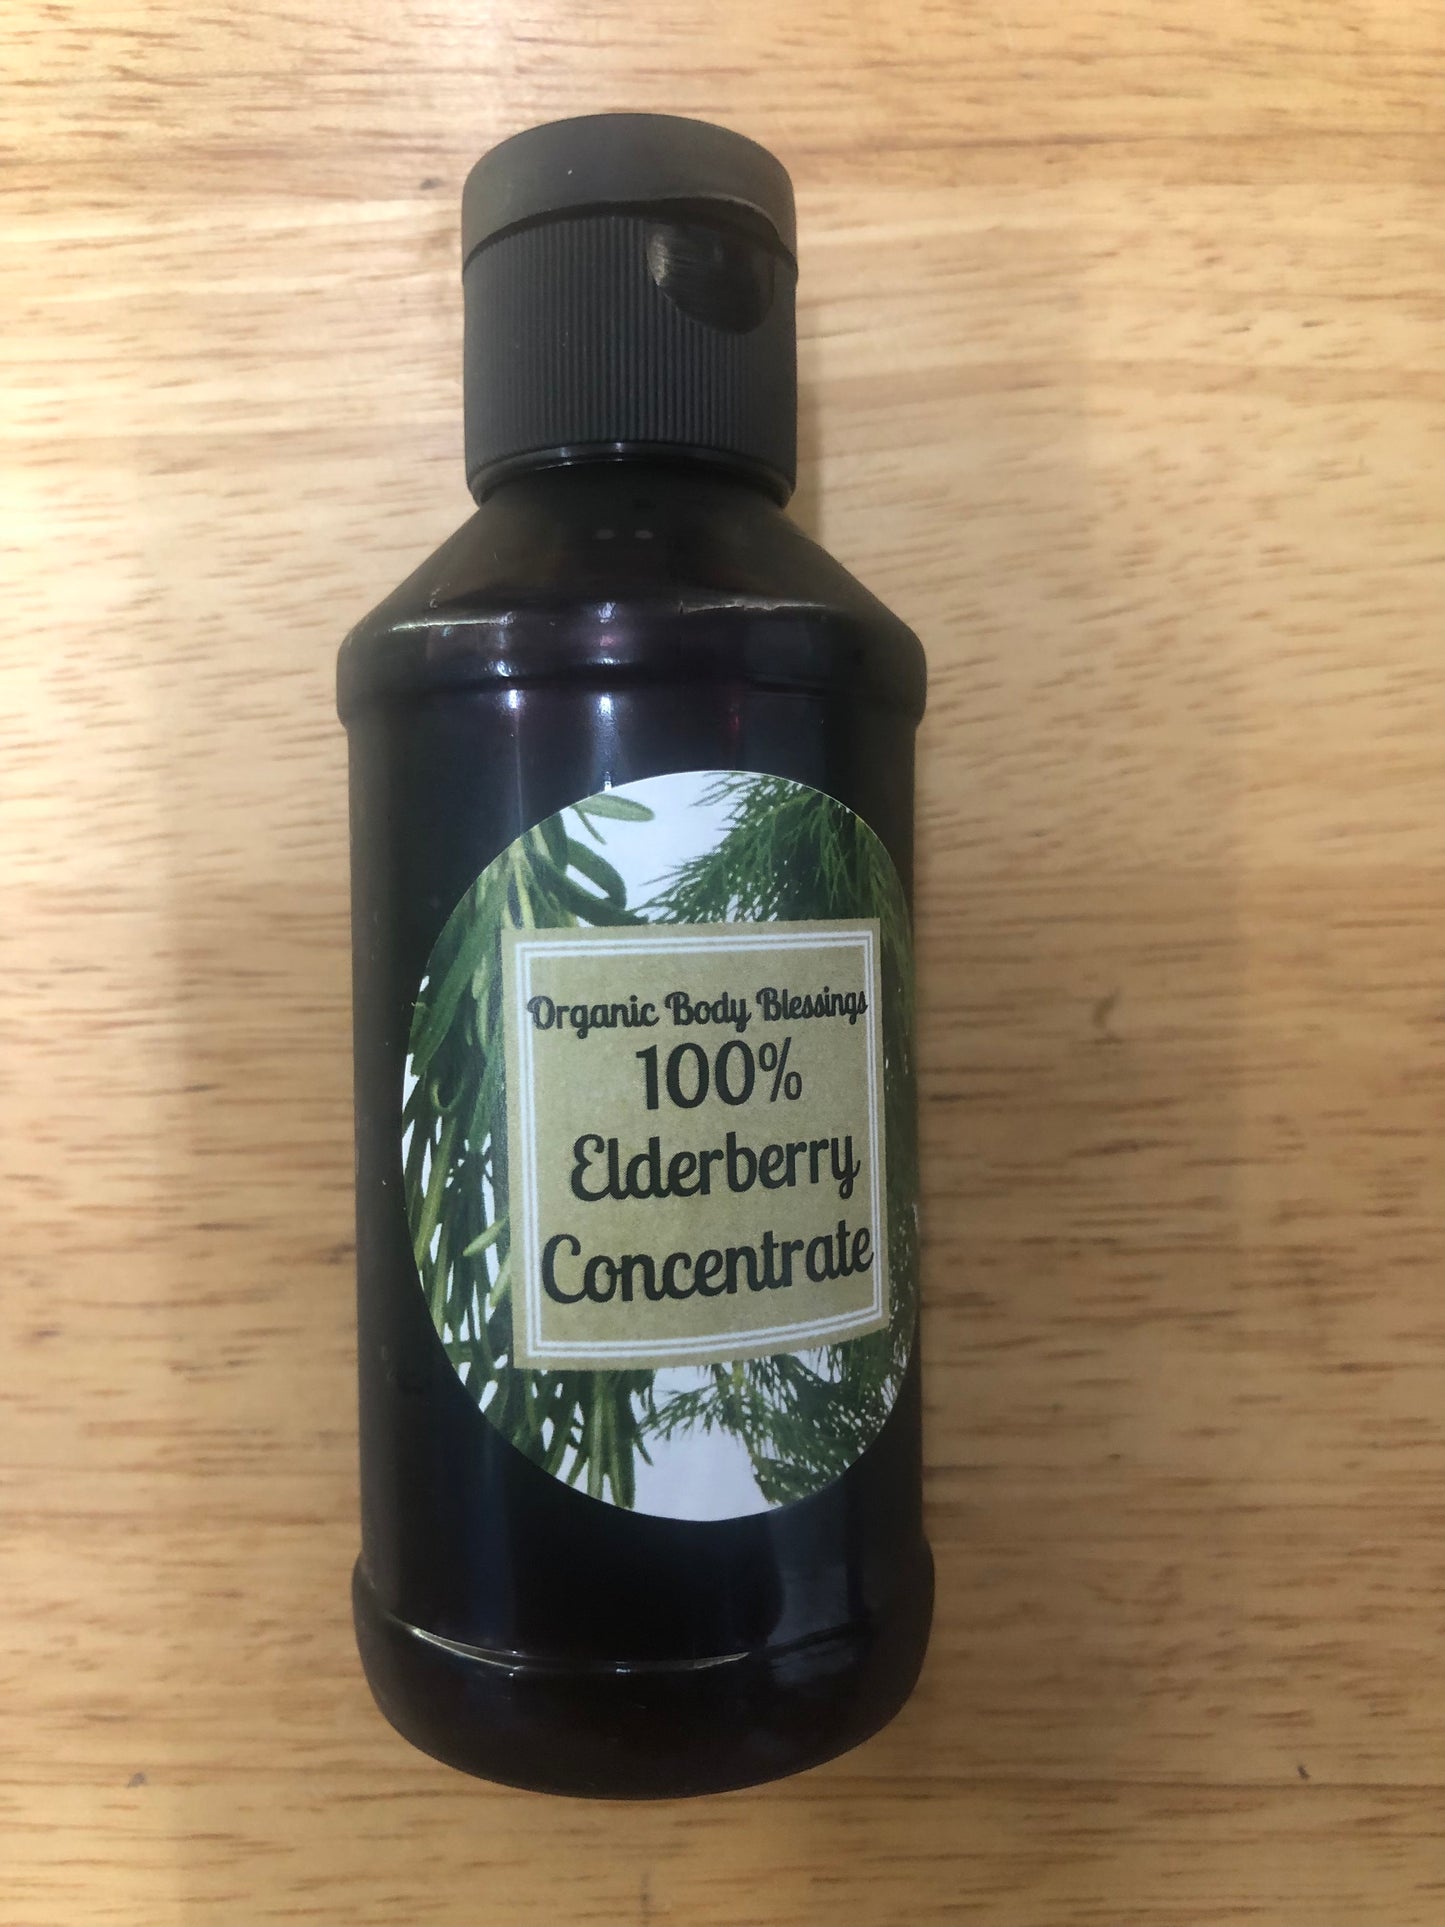 Organic Body Blessings
100%
Elderberry
Concentrate